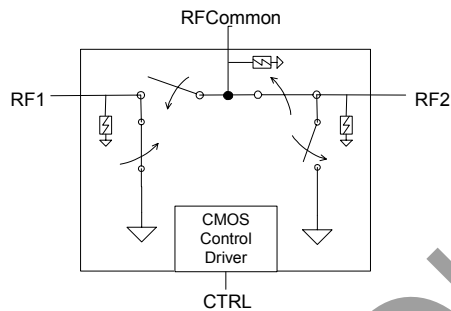 RFCommon
RF1
RF2
CMOS
Control
Driver
CTRL